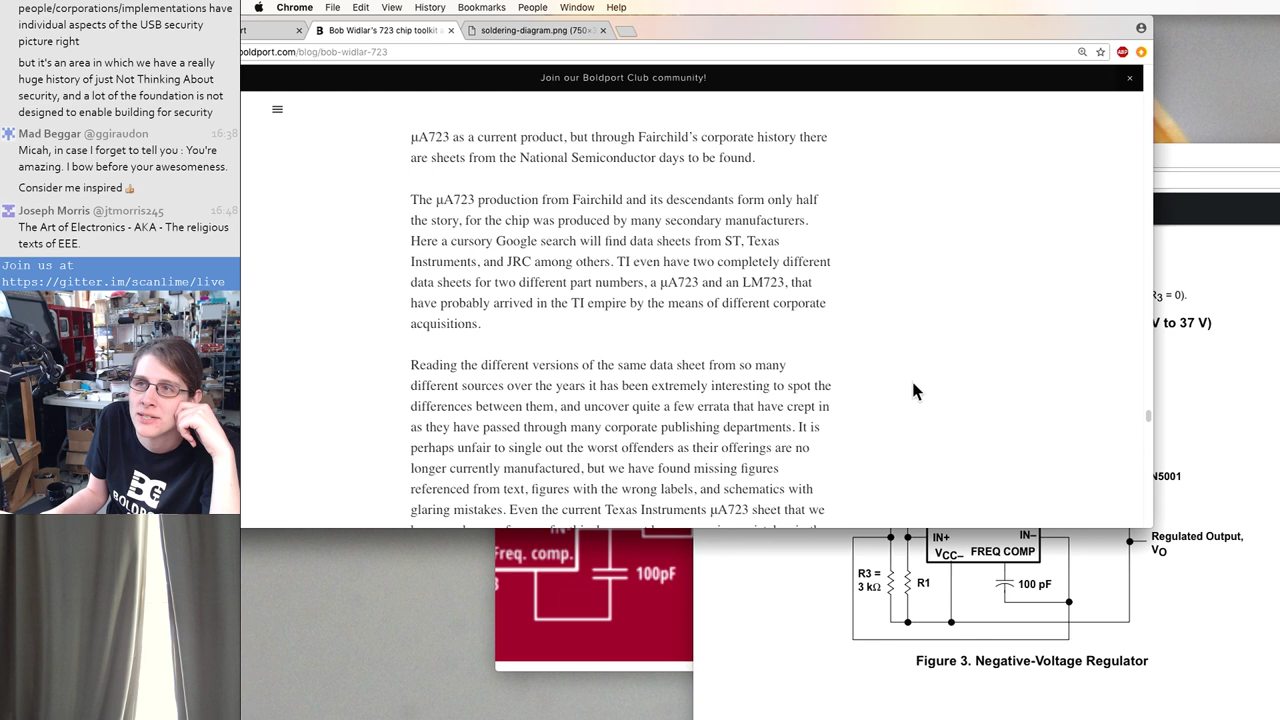 people/corporations/implementations have
individual aspects of the USB security
picture right
but it's an area in which we have a really
huge history of just Not Thinking About
security, and a lot of the foundation is not
designed to enable building for security
Mad Beggar @ggiraudon 16:38
Micah, in case I forget to tell you : You're
amazing. I bow before your awesomeness.
Consider me inspired 👍
Joseph Morris @jtmorris245 16:48
The Art of Electronics - AKA - The religious
texts of EEE.
Join us at
https://gitter.im/scanlime/live
Chrome File Edit View History Bookmarks People Window Help
rt × Bob Widlar's 723 chip toolkit × soldering-diagram.png (750× ×
boldport.com/blog/bob-widlar-723
ABP
Join our Boldport Club community! ×
µA723 as a current product, but through Fairchild's corporate history there
are sheets from the National Semiconductor days to be found.
The µA723 production from Fairchild and its descendants form only half
the story, for the chip was produced by many secondary manufacturers.
Here a cursory Google search will find data sheets from ST, Texas
Instruments, and JRC among others. TI even have two completely different
data sheets for two different part numbers, a µA723 and an LM723, that
have probably arrived in the TI empire by the means of different corporate
acquisitions.
Reading the different versions of the same data sheet from so many
different sources over the years it has been extremely interesting to spot the
differences between them, and uncover quite a few errata that have crept in
as they have passed through many corporate publishing departments. It is
perhaps unfair to single out the worst offenders as their offerings are no
longer currently manufactured, but we have found missing figures
referenced from text, figures with the wrong labels, and schematics with
glaring mistakes. Even the current Texas Instruments µA723 sheet that we
R3 = 0).
V to 37 V)
N5001
BOLDPO
Freq. comp.
100pF
IN+
IN–
VCC–
FREQ COMP
R3 =
3 kΩ
R1
100 pF
Regulated Output,
VO
Figure 3. Negative-Voltage Regulator